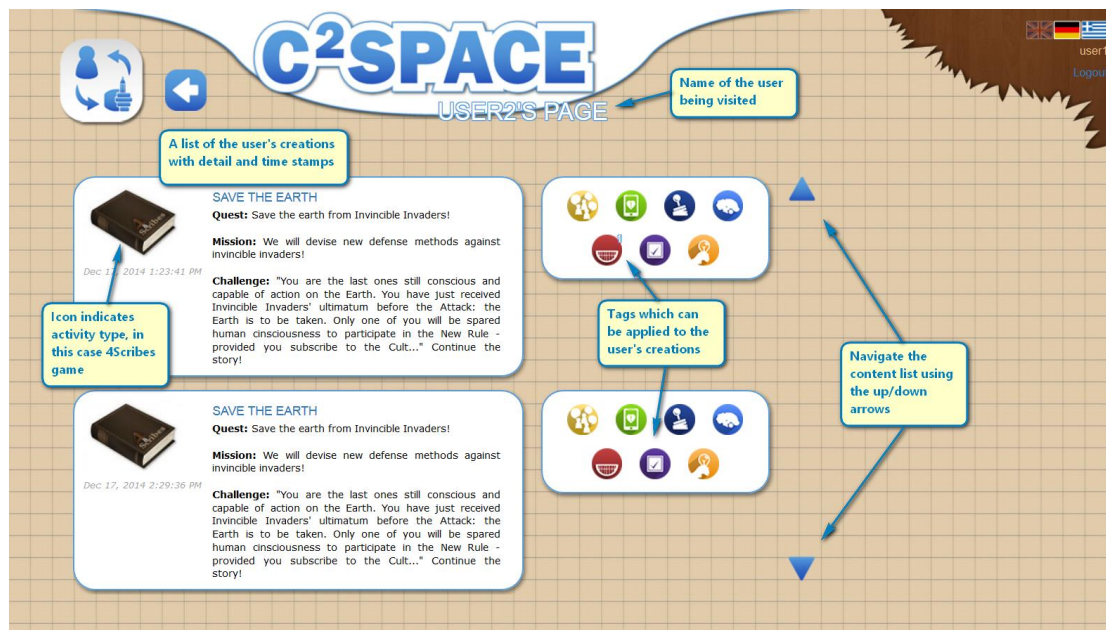 C²SPACE
USER2'S PAGE
user1
Logout
Name of the user
being visited
A list of the user's creations
with detail and time stamps
SAVE THE EARTH
Quest: Save the earth from Invincible Invaders!
Mission: We will devise new defense methods against
invincible invaders!
Challenge: "You are the last ones still conscious and
capable of action on the Earth. You have just received
Invincible Invaders' ultimatum before the Attack: the
Earth is to be taken. Only one of you will be spared
human cinsciousness to participate in the New Rule -
provided you subscribe to the Cult..." Continue the
story!
4Scribes
Dec 17, 2014 1:23:41 PM
Icon indicates
activity type, in
this case 4Scribes
game
Tags which can
be applied to the
user's creations
Navigate the
content list using
the up/down
arrows
SAVE THE EARTH
Quest: Save the earth from Invincible Invaders!
Mission: We will devise new defense methods against
invincible invaders!
Challenge: "You are the last ones still conscious and
capable of action on the Earth. You have just received
Invincible Invaders' ultimatum before the Attack: the
Earth is to be taken. Only one of you will be spared
human cinsciousness to participate in the New Rule -
provided you subscribe to the Cult..." Continue the
story!
4Scribes
Dec 17, 2014 2:29:36 PM